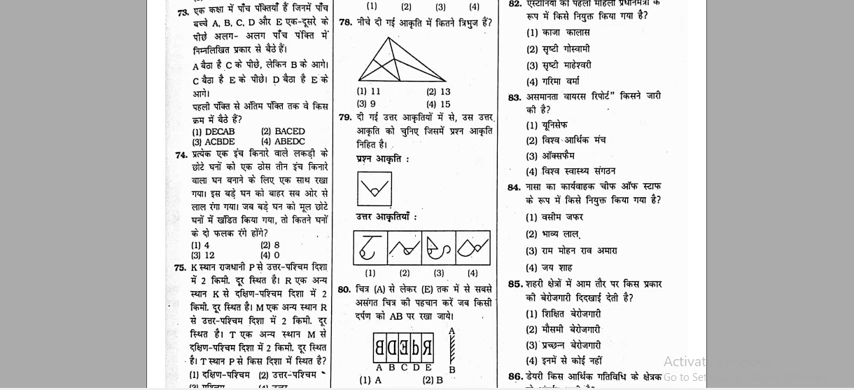 73. एक कक्षा में पाँच पंक्तियाँ हैं जिनमें पाँच
बच्चे A, B, C, D और E एक-दूसरे के
पीछे अलग- अलग पाँच पंक्ति में
निम्नलिखित प्रकार से बैठे हैं।
A बैठा है C के पीछे, लेकिन B के आगे।
C बैठा है E के पीछे। D बैठा है E के
आगे।
पहली पंक्ति से अंतिम पंक्ति तक वे किस
क्रम में बैठे हैं?
(1) DECAB (2) BACED
(3) ACBDE (4) ABEDC
74. प्रत्येक एक इंच किनारे वाले लकड़ी के
छोटे घनों को एक ठोस तीन इंच किनारे
वाला घन बनाने के लिए एक साथ रखा
गया। इस बड़े घन को बाहर सब ओर से
लाल रंगा गया। जब बड़े घन को मूल छोटे
घनों में खंडित किया गया, तो कितने घनों
के दो फलक रंगे होंगे?
(1) 4 (2) 8
(3) 12 (4) 0
75. K स्थान राजधानी P से उत्तर-पश्चिम दिशा
में 2 किमी. दूर स्थित है। R एक अन्य
स्थान K से दक्षिण-पश्चिम दिशा में 2
किमी. दूर स्थित है। M एक अन्य स्थान R
से उत्तर-पश्चिम दिशा में 2 किमी. दूर
स्थित है। T एक अन्य स्थान M से
दक्षिण-पश्चिम दिशा में 2 किमी. दूर स्थित
है। T स्थान P से किस दिशा में स्थित है?
(1) दक्षिण-पश्चिम (2) उत्तर-पश्चिम
(1) (2) (3) (4)
78. नीचे दी गई आकृति में कितने त्रिभुज हैं?
(1) 11 (2) 13
(3) 9 (4) 15
79. दी गई उत्तर आकृतियों में से, उस उत्तर
आकृति को चुनिए जिसमें प्रश्न आकृति
निहित है।
प्रश्न आकृति :
उत्तर आकृतियाँ :
(1) (2) (3) (4)
80. चित्र (A) से लेकर (E) तक में से सबसे
असंगत चित्र की पहचान करें जब किसी
दर्पण को AB पर रखा जाये।
A
A B C D E
B
(1) A (2) B
82. एस्टोनिया की पहली महिला प्रधानमंत्री के
रूप में किसे नियुक्त किया गया है?
(1) काजा कालास
(2) सृष्टी गोस्वामी
(3) सृष्टी माहेश्वरी
(4) गरिमा वर्मा
83. असमानता वायरस रिपोर्ट" किसने जारी
की है?
(1) यूनिसेफ
(2) विश्व आर्थिक मंच
(3) ऑक्सफैम
(4) विश्व स्वास्थ्य संगठन
84. नासा का कार्यवाहक चीफ ऑफ स्टाफ
के रूप में किसे नियुक्त किया गया है?
(1) वसीम जफर
(2) भाव्य लाल,
(3) राम मोहन राव अमारा
(4) जय शाह
85. शहरी क्षेत्रों में आम तौर पर किस प्रकार
की बेरोजगारी दिदखाई देती है?
(1) शिक्षित बेरोजगारी
(2) मौसमी बेरोजगारी
(3) प्रच्छन्न बेरोजगारी
(4) इनमें से कोई नहीं
86. डेयरी किस आर्थिक गतिविधि के क्षेत्रक
Activat
Go to Set